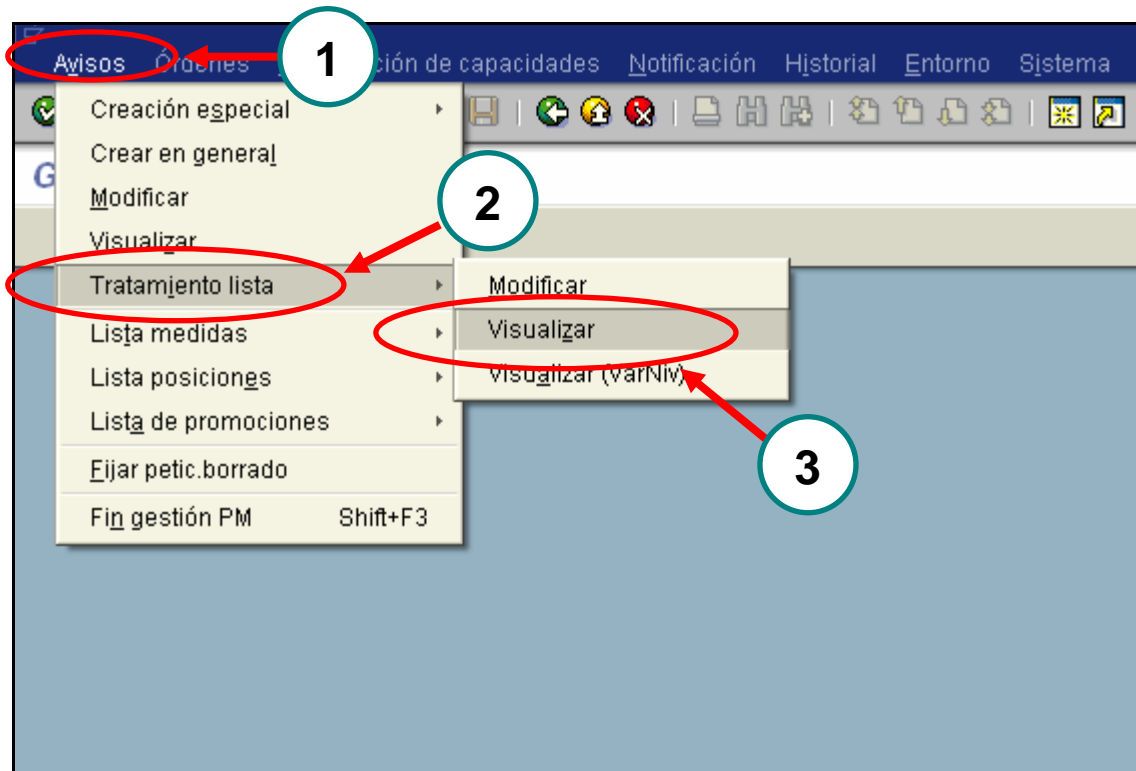 Avisos Órdenes ción de capacidades Notificación Historial Entorno Sistema
1
Creación especial
Crear en general
G
Modificar
2
Visualizar
Tratamiento lista
Modificar
Lista medidas
Visualizar
Lista posiciones
Visualizar (VarNiv)
Lista de promociones
3
Fijar petic.borrado
Fin gestión PM Shift+F3